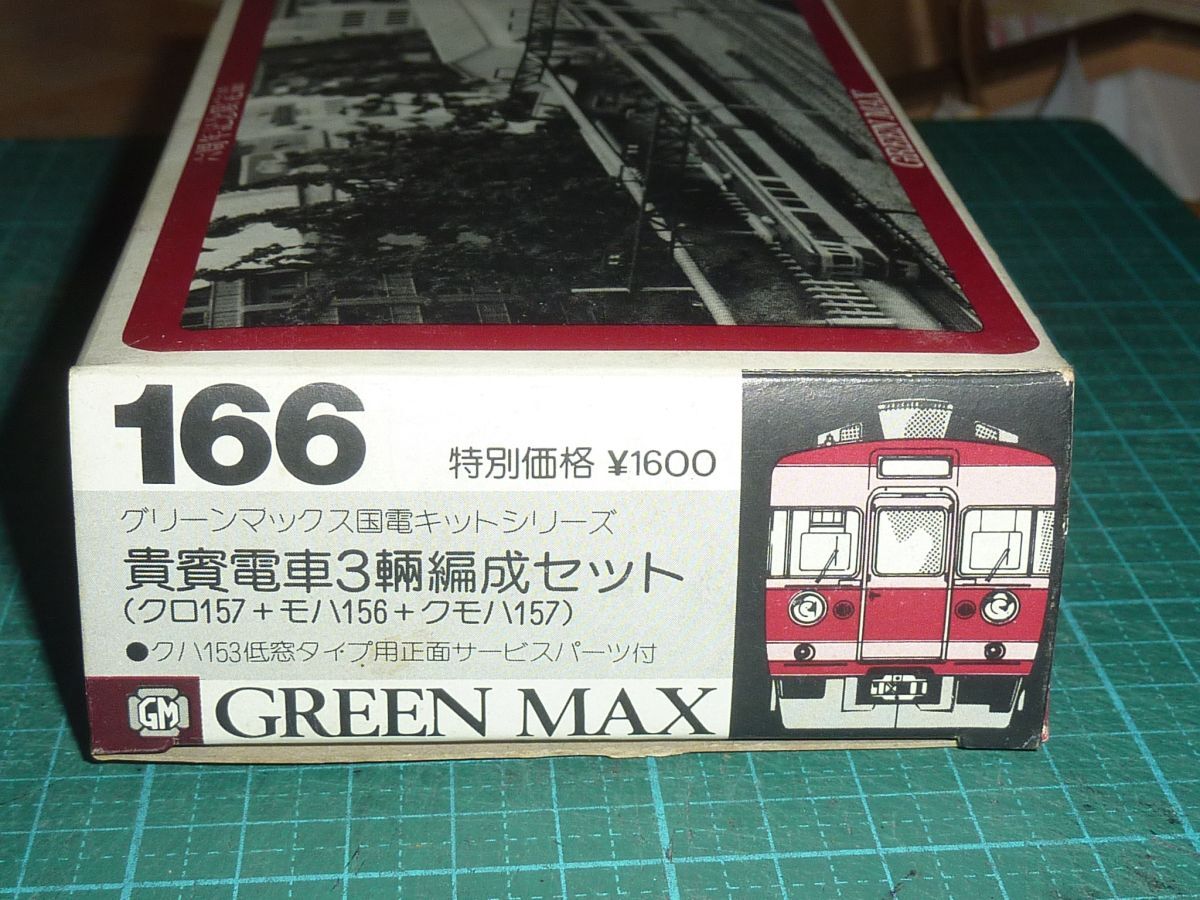 GREEN MAX
166
特別価格 ¥1600
グリーンマックス国電キットシリーズ
貴賓電車3輛編成セット
(クロ157+モハ156+クモハ157)
●クハ153低窓タイプ用正面サービスパーツ付
GM GREEN MAX